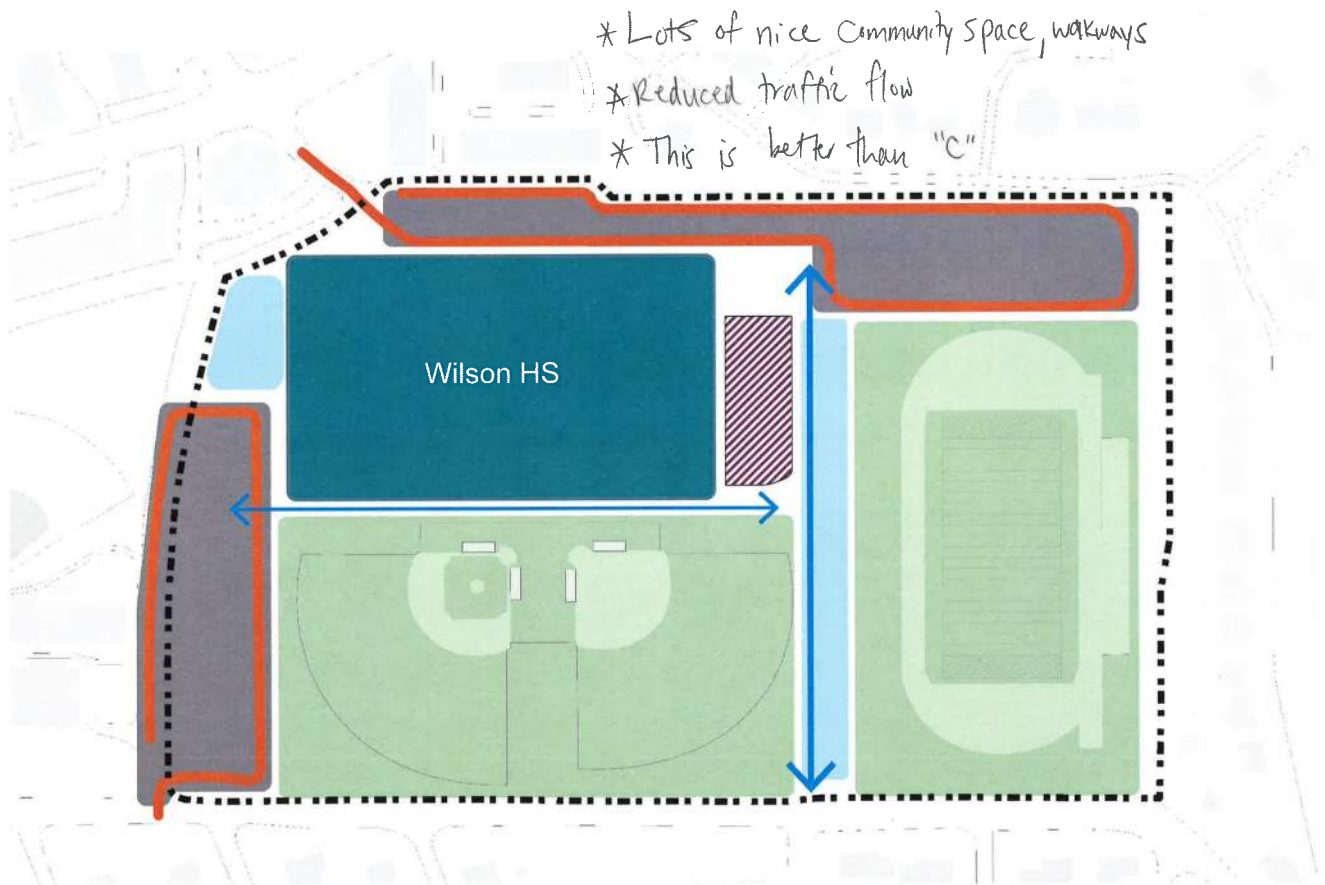 * Lots of nice Community space, wakways
* Reduced traffic flow
* This is better than "C"
Wilson HS